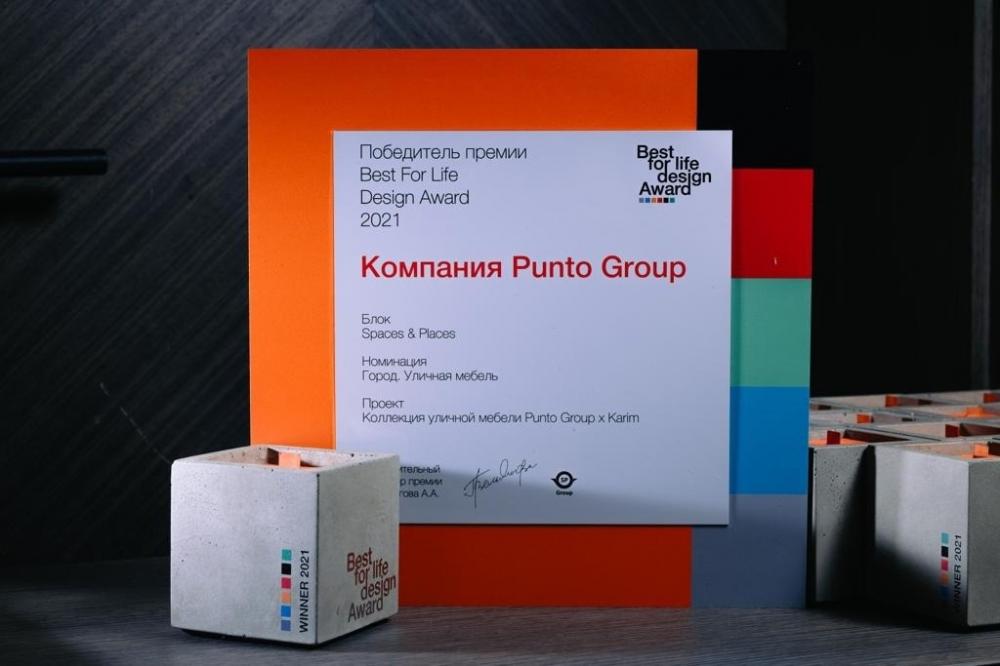 Победитель премии
Best For Life
Design Award
2021
Best
for life
design
Award
Компания Punto Group
Блок
Spaces & Places
Номинация
Город. Уличная мебель
Проект
Коллекция уличной мебели Punto Group x Karim
премии
А.А.
SP
Group
WINNER 2021
Best
for life
design
Award
WINNER 2021